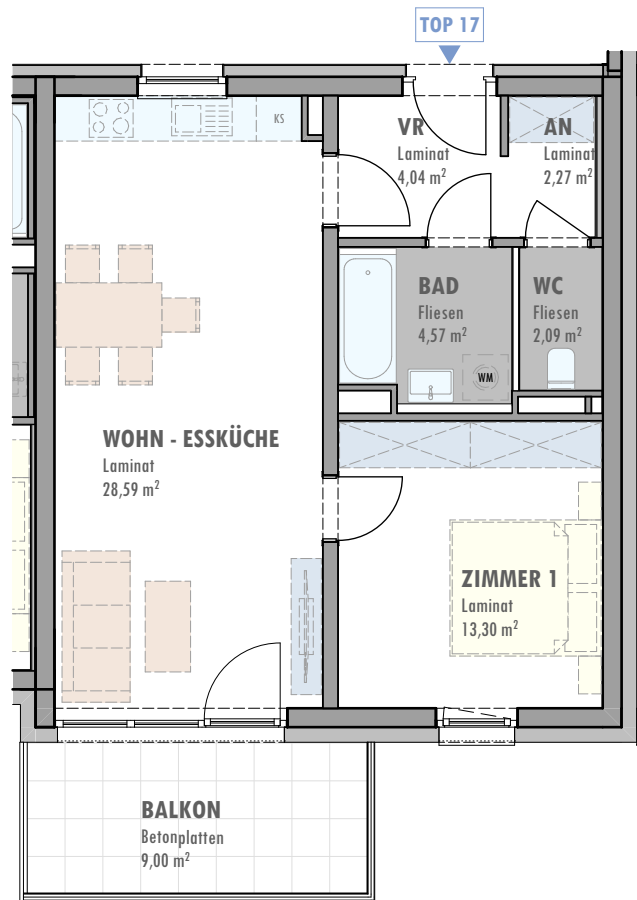 TOP 17
KS
VR
Laminat
4,04 m²
AN
Laminat
2,27 m²
BAD
Fliesen
4,57 m²
WC
Fliesen
2,09 m²
WM
WOHN - ESSKÜCHE
Laminat
28,59 m²
ZIMMER 1
Laminat
13,30 m²
BALKON
Betonplatten
9,00 m²